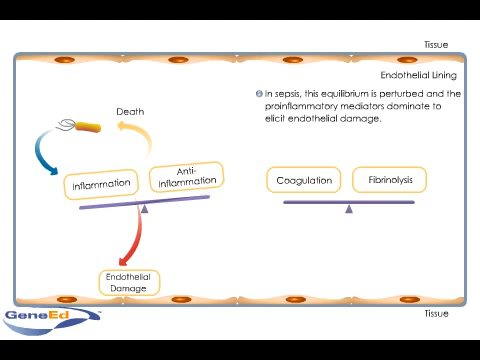 Tissue
Endothelial Lining
In sepsis, this equilibrium is perturbed and the
proinflammatory mediators dominate to
elicit endothelial damage.
Death
Inflammation
Anti-
Inflammation
Coagulation
Fibrinolysis
Endothelial
Damage
GeneEd
Tissue